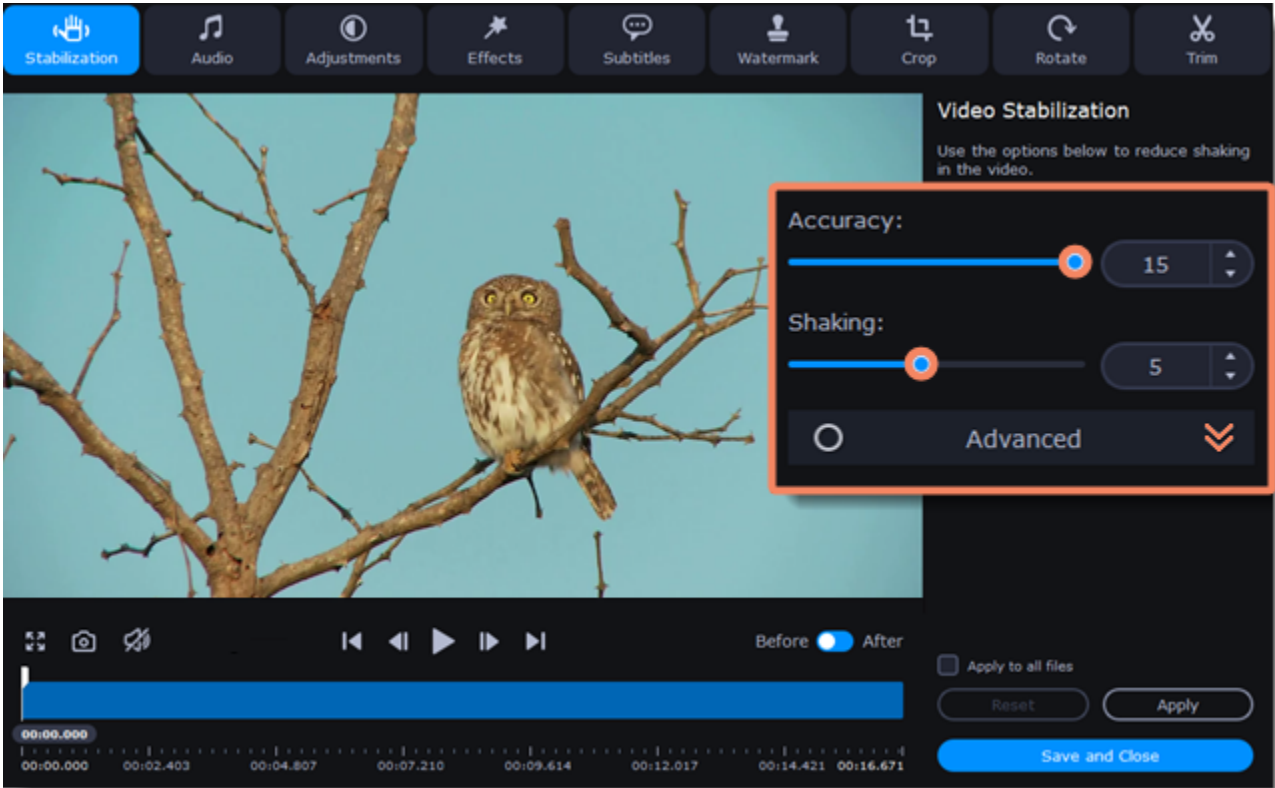 Stabilization
Audio
Adjustments
Effects
Subtitles
Watermark
Crop
Rotate
Trim
Video Stabilization
Use the options below to reduce shaking
in the video.
Accuracy:
15
Shaking:
5
Advanced
Before
After
Apply to all files
Reset
Apply
00:00.000
00:00.000 00:02.403 00:04.807 00:07.210 00:09.614 00:12.017 00:14.421 00:16.671
Save and Close